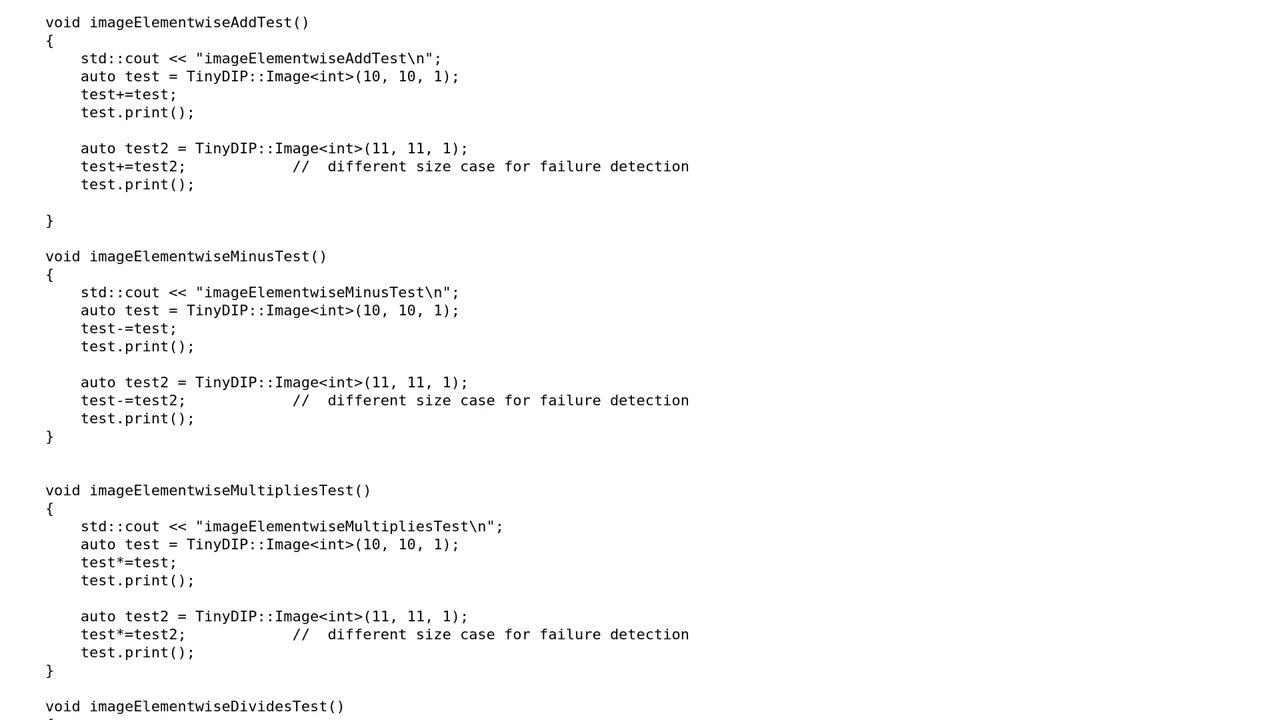 void imageElementwiseAddTest()
{
    std::cout << "imageElementwiseAddTest\n";
    auto test = TinyDIP::Image<int>(10, 10, 1);
    test+=test;
    test.print();

    auto test2 = TinyDIP::Image<int>(11, 11, 1);
    test+=test2;            //  different size case for failure detection
    test.print();

}

void imageElementwiseMinusTest()
{
    std::cout << "imageElementwiseMinusTest\n";
    auto test = TinyDIP::Image<int>(10, 10, 1);
    test-=test;
    test.print();

    auto test2 = TinyDIP::Image<int>(11, 11, 1);
    test-=test2;            //  different size case for failure detection
    test.print();
}


void imageElementwiseMultipliesTest()
{
    std::cout << "imageElementwiseMultipliesTest\n";
    auto test = TinyDIP::Image<int>(10, 10, 1);
    test*=test;
    test.print();

    auto test2 = TinyDIP::Image<int>(11, 11, 1);
    test*=test2;            //  different size case for failure detection
    test.print();
}

void imageElementwiseDividesTest()